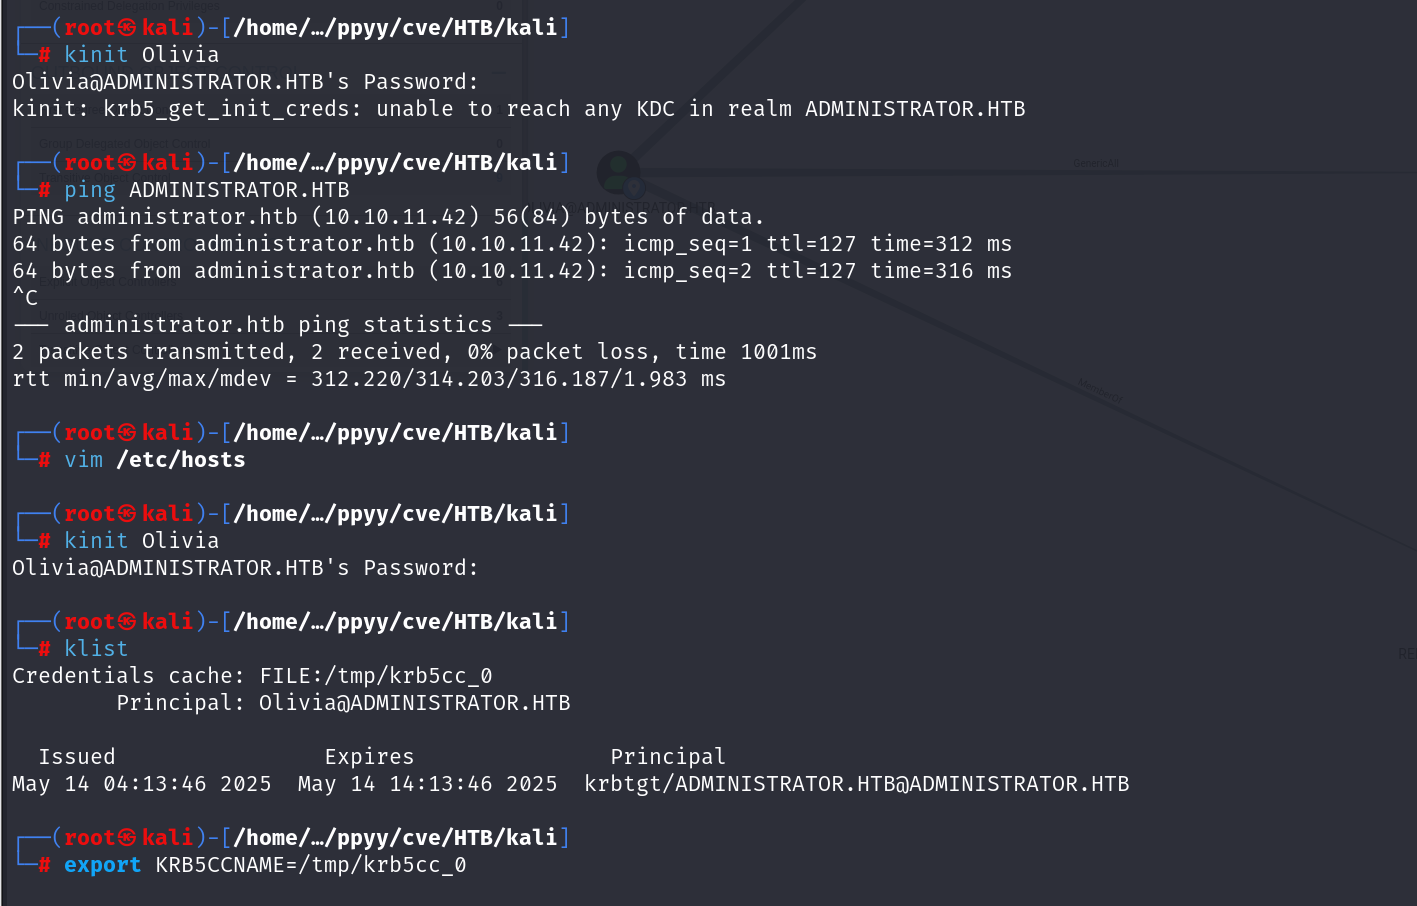 ┌──(root㉿kali)-[/home/…/ppyy/cve/HTB/kali]
└─# kinit Olivia
Olivia@ADMINISTRATOR.HTB's Password:
kinit: krb5_get_init_creds: unable to reach any KDC in realm ADMINISTRATOR.HTB
┌──(root㉿kali)-[/home/…/ppyy/cve/HTB/kali]
GenericAll
└─# ping ADMINISTRATOR.HTB
PING administrator.htb (10.10.11.42) 56(84) bytes of data.
64 bytes from administrator.htb (10.10.11.42): icmp_seq=1 ttl=127 time=312 ms
64 bytes from administrator.htb (10.10.11.42): icmp_seq=2 ttl=127 time=316 ms
^C
--- administrator.htb ping statistics ---
2 packets transmitted, 2 received, 0% packet loss, time 1001ms
rtt min/avg/max/mdev = 312.220/314.203/316.187/1.983 ms
MemberOf
┌──(root㉿kali)-[/home/…/ppyy/cve/HTB/kali]
└─# vim /etc/hosts
┌──(root㉿kali)-[/home/…/ppyy/cve/HTB/kali]
└─# kinit Olivia
Olivia@ADMINISTRATOR.HTB's Password:
┌──(root㉿kali)-[/home/…/ppyy/cve/HTB/kali]
└─# klist
Credentials cache: FILE:/tmp/krb5cc_0
Principal: Olivia@ADMINISTRATOR.HTB
Issued Expires Principal
May 14 04:13:46 2025 May 14 14:13:46 2025 krbtgt/ADMINISTRATOR.HTB@ADMINISTRATOR.HTB
┌──(root㉿kali)-[/home/…/ppyy/cve/HTB/kali]
└─# export KRB5CCNAME=/tmp/krb5cc_0